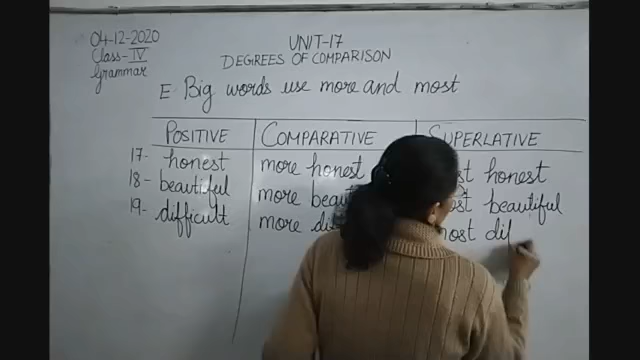 04-12-2020
Class-IV
Grammar
UNIT-17
DEGREES OF COMPARISON
E. Big words use more and most
POSITIVE COMPARATIVE SUPERLATIVE
17- honest more honest honest
18- beautiful more beautiful
19- difficult more most dif